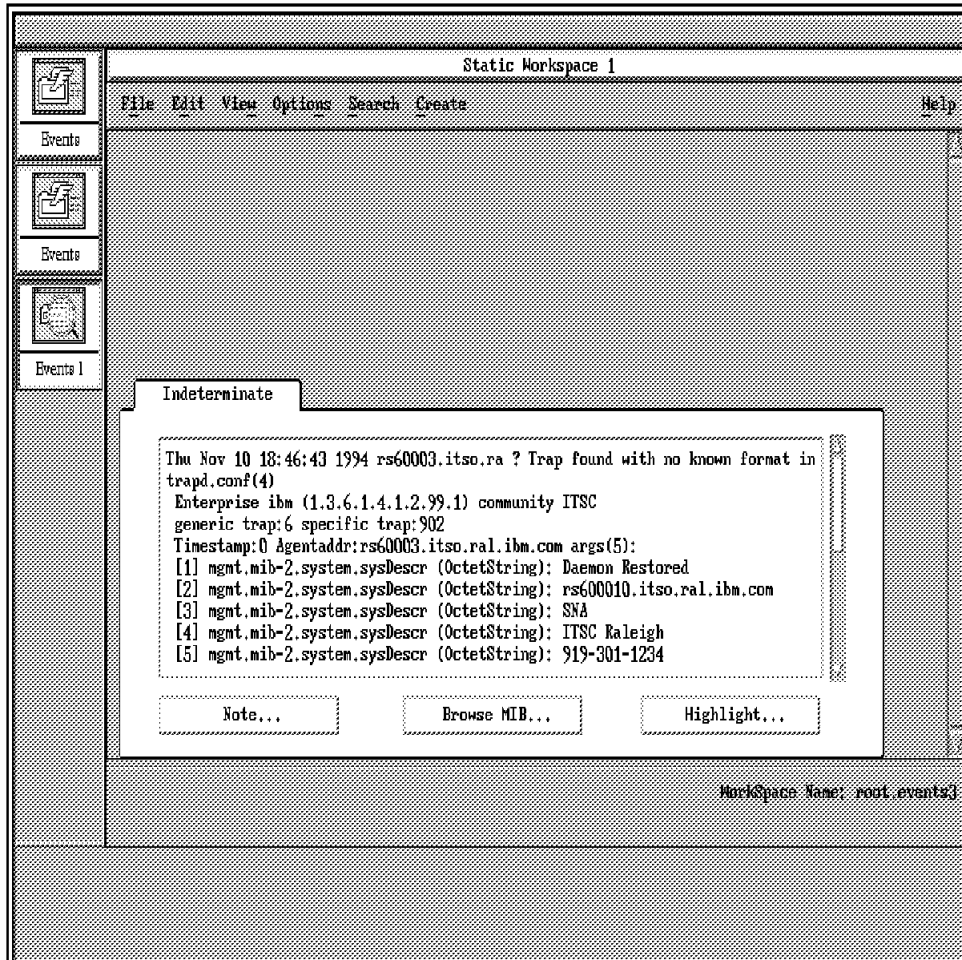 Static Workspace 1
File Edit View Options Search Create Help
Events
Events
Events 1
Indeterminate
Thu Nov 10 18:46:43 1994 rs60003.itso.ra ? Trap found with no known format in
trapd.conf(4)
Enterprise ibm (1.3.6.1.4.1.2.99.1) community ITSC
generic trap:6 specific trap:902
Timestamp:0 Agentaddr:rs60003.itso.ral.ibm.com args(5):
[1] mgmt.mib-2.system.sysDescr (OctetString): Daemon Restored
[2] mgmt.mib-2.system.sysDescr (OctetString): rs600010.itso.ral.ibm.com
[3] mgmt.mib-2.system.sysDescr (OctetString): SNA
[4] mgmt.mib-2.system.sysDescr (OctetString): ITSC Raleigh
[5] mgmt.mib-2.system.sysDescr (OctetString): 919-301-1234
Note... Browse MIB... Highlight...
WorkSpace Name: root.events3